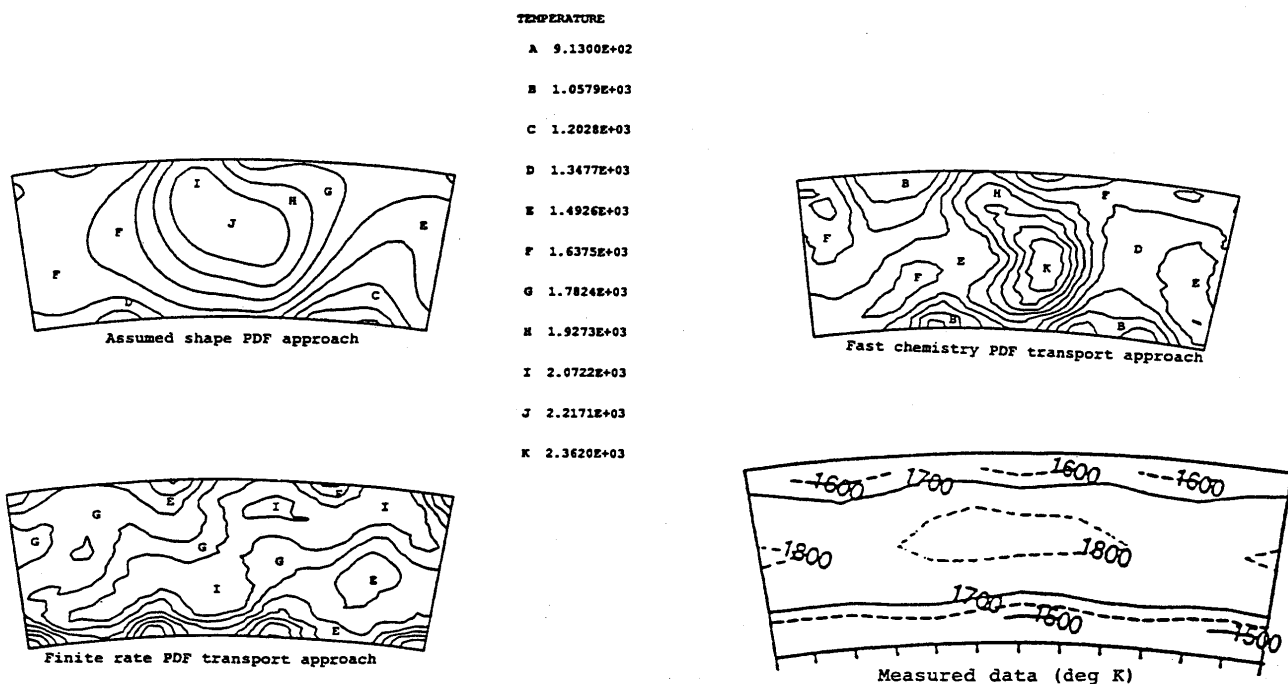 TEMPERATURE
A 9.1300E+02
B 1.0579E+03
C 1.2028E+03
D 1.3477E+03
E 1.4926E+03
F 1.6375E+03
G 1.7824E+03
H 1.9273E+03
I 2.0722E+03
J 2.2171E+03
K 2.3620E+03
I
G
H
F
J
E
F
D
C
Assumed shape PDF approach
B
H
F
F
E
D
K
F
E
B
B
Fast chemistry PDF transport approach
E
F
G
I
I
G
G
G
I
E
E
Finite rate PDF transport approach
1600
1700
1600
1600
1800
1800
1700
1600
1500
Measured data (deg K)